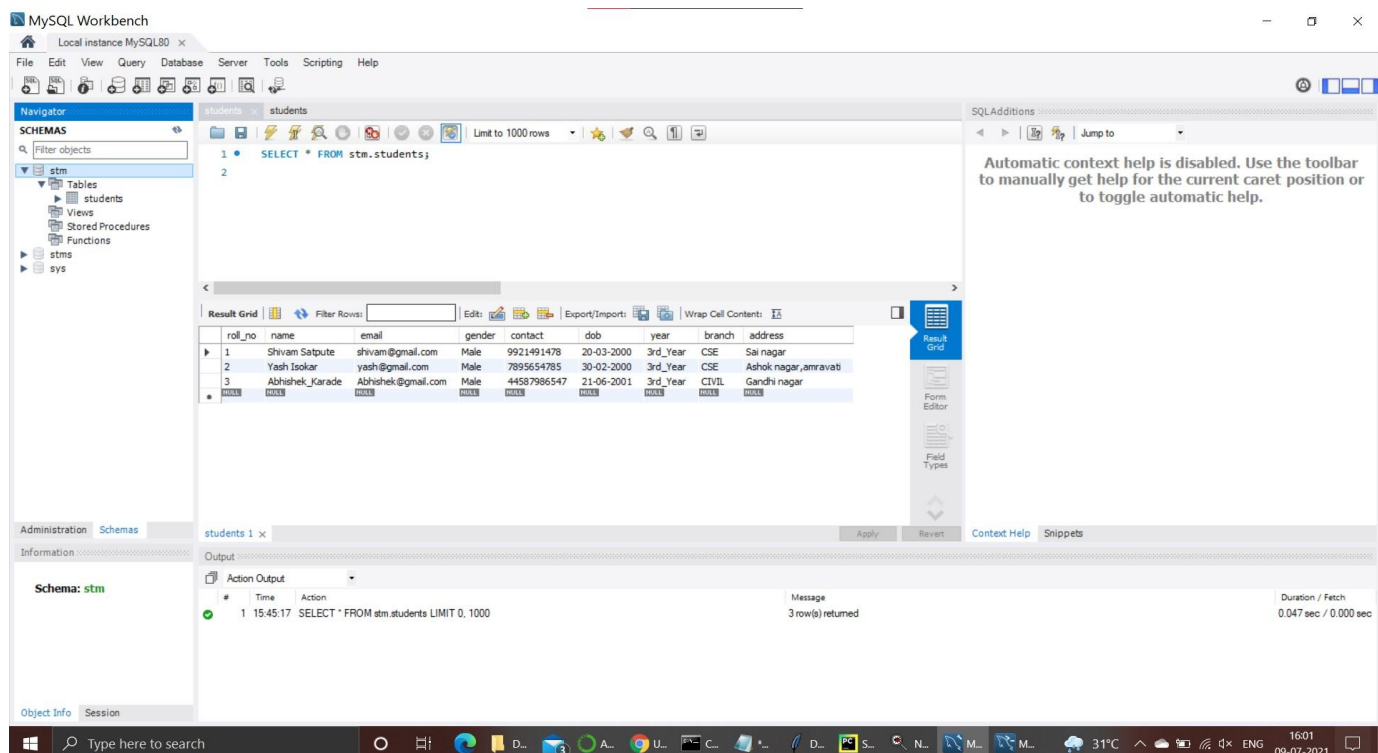 MySQL Workbench
Local instance MySQL80
File Edit View Query Database Server Tools Scripting Help
Navigator
SCHEMAS
Filter objects
stm
Tables
students
Views
Stored Procedures
Functions
stms
sys
Administration Schemas
Information
Schema: stm
Object Info Session
students students
Limit to 1000 rows
1 SELECT * FROM stm.students;
2
Result Grid Filter Rows: Edit: Export/Import: Wrap Cell Content:
roll_no name email gender contact dob year branch address
1 Shivam Satpute shivam@gmail.com Male 9921491478 20-03-2000 3rd_Year CSE Sai nagar
2 Yash Isokar yash@gmail.com Male 7895654785 30-02-2000 3rd_Year CSE Ashok nagar,amravati
3 Abhishek_Karade Abhishek@gmail.com Male 44587986547 21-06-2001 3rd_Year CIVIL Gandhi nagar
NULL NULL NULL NULL NULL NULL NULL NULL NULL
Result
Grid
Form
Editor
Field
Types
students 1 Apply Revert
SQLAdditions
Jump to
Automatic context help is disabled. Use the toolbar
to manually get help for the current caret position or
to toggle automatic help.
Context Help Snippets
Output
Action Output
# Time Action Message Duration / Fetch
1 15:45:17 SELECT * FROM stm.students LIMIT 0, 1000 3 row(s) returned 0.047 sec / 0.000 sec
Type here to search D... 3 A... U... C... *... D... PC S... N... M... M... 31°C ENG 16:01
09-07-2021